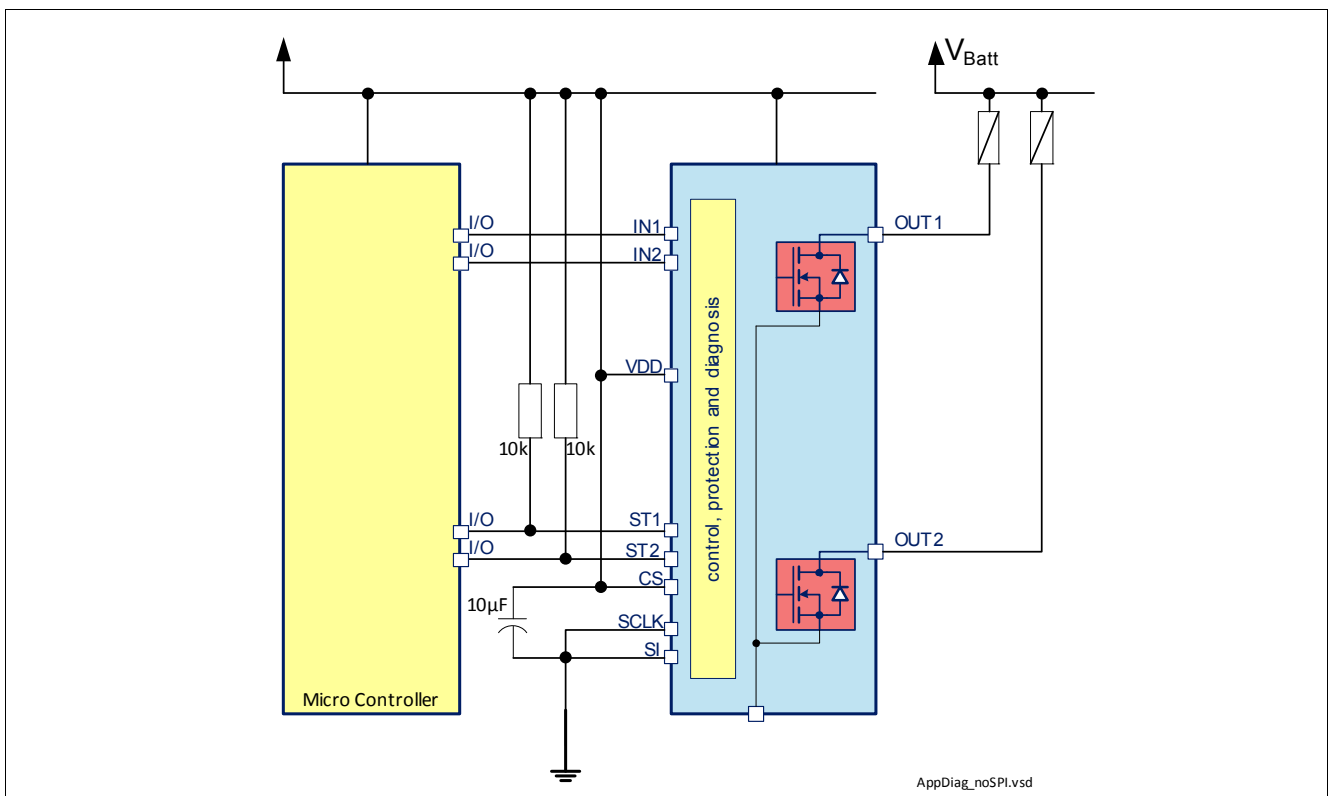 V_Batt
I/O
IN1
OUT1
I/O
IN2
VDD
control, protection and diagnosis
10k
10k
I/O
ST1
I/O
ST2
OUT2
CS
10µF
SCLK
SI
Micro Controller
AppDiag_noSPI.vsd